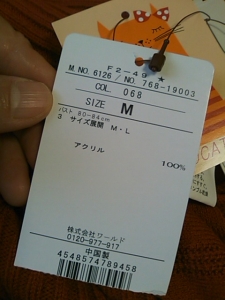 F2-49 ★
M.NO. 6126 / NO. 768-19003
COL. 068
SIZE M
バスト 80-84cm
3 サイズ展開 M・L
アクリル 100%
株式会社ワールド
0120-977-917
中国製
4548574789458
CAT